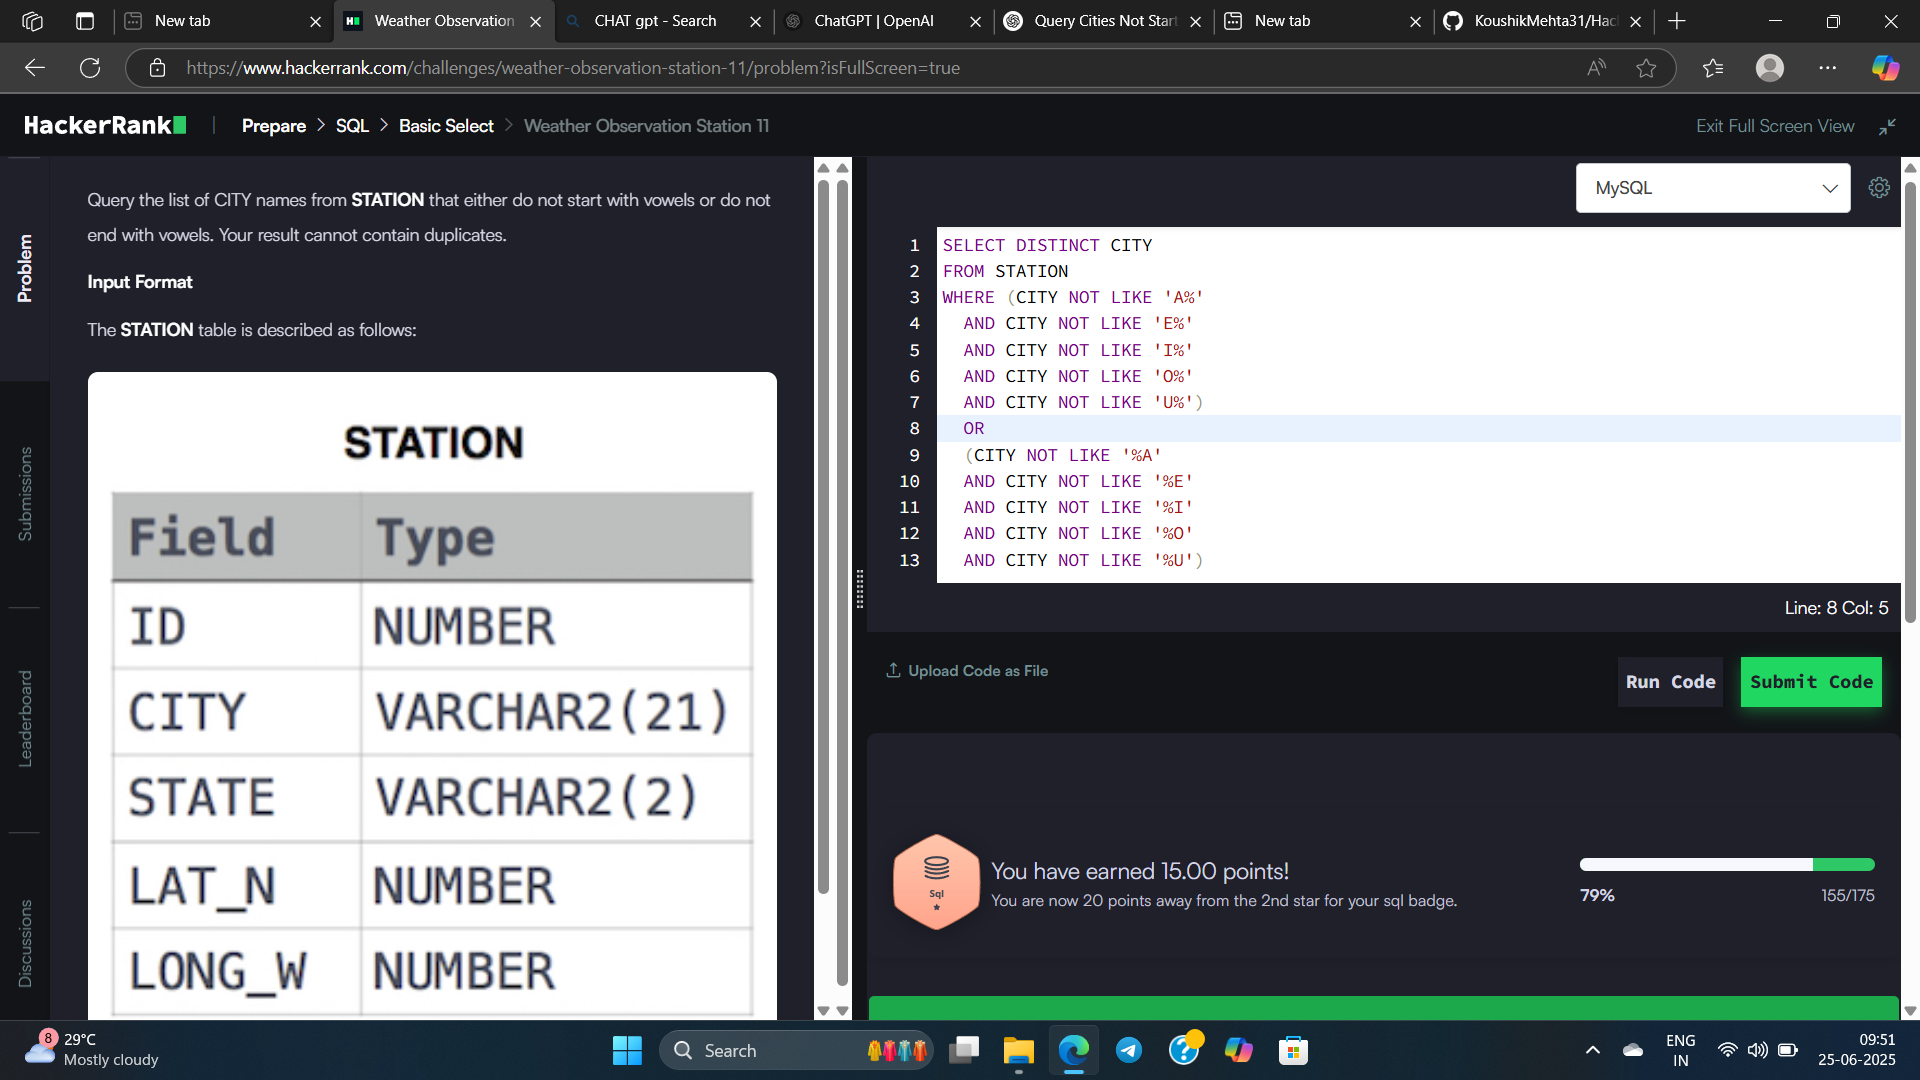 New tab
Weather Observation
CHAT gpt - Search
ChatGPT | OpenAI
Query Cities Not Start
New tab
KoushikMehta31/Hac
https://www.hackerrank.com/challenges/weather-observation-station-11/problem?isFullScreen=true
HackerRank | Prepare > SQL > Basic Select > Weather Observation Station 11
Exit Full Screen View
Problem
Submissions
Leaderboard
Discussions
Query the list of CITY names from STATION that either do not start with vowels or do not
end with vowels. Your result cannot contain duplicates.
Input Format
The STATION table is described as follows:
STATION
Field Type
ID NUMBER
CITY VARCHAR2(21)
STATE VARCHAR2(2)
LAT_N NUMBER
LONG_W NUMBER
MySQL
1 SELECT DISTINCT CITY
2 FROM STATION
3 WHERE (CITY NOT LIKE 'A%'
4 AND CITY NOT LIKE 'E%'
5 AND CITY NOT LIKE 'I%'
6 AND CITY NOT LIKE 'O%'
7 AND CITY NOT LIKE 'U%')
8 OR
9 (CITY NOT LIKE '%A'
10 AND CITY NOT LIKE '%E'
11 AND CITY NOT LIKE '%I'
12 AND CITY NOT LIKE '%O'
13 AND CITY NOT LIKE '%U')
Line: 8 Col: 5
Upload Code as File
Run Code
Submit Code
Sql
You have earned 15.00 points!
You are now 20 points away from the 2nd star for your sql badge.
79%
155/175
8
29°C
Mostly cloudy
Search
ENG
IN
09:51
25-06-2025